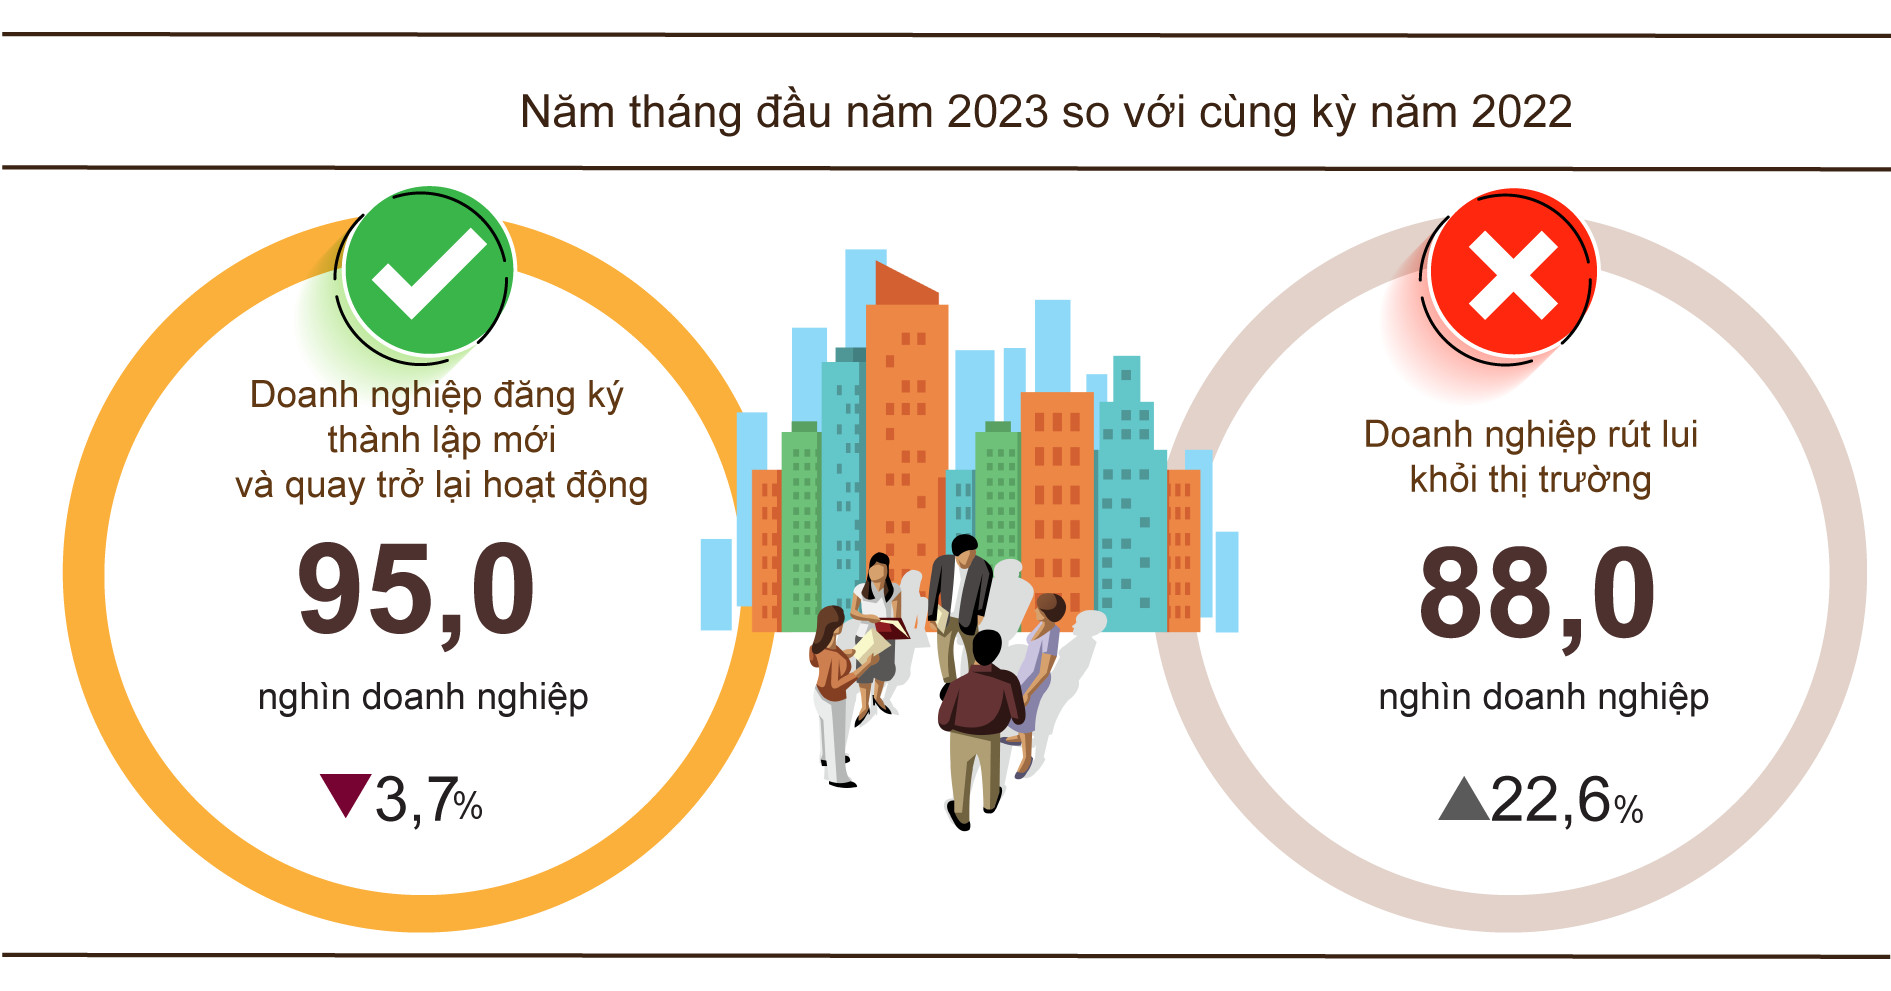 Năm tháng đầu năm 2023 so với cùng kỳ năm 2022
Doanh nghiệp đăng ký
thành lập mới
và quay trở lại hoạt động
95,0
nghìn doanh nghiệp
▼3,7%
Doanh nghiệp rút lui
khỏi thị trường
88,0
nghìn doanh nghiệp
▲22,6%